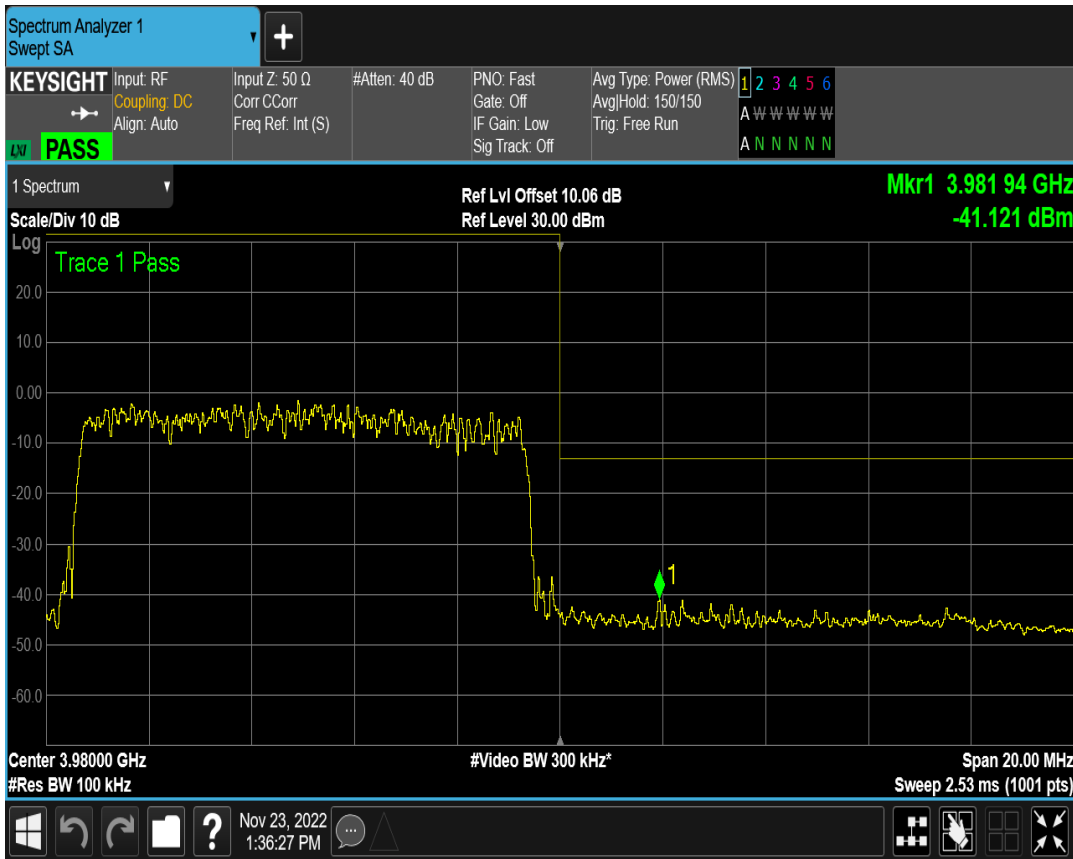 Spectrum Analyzer 1
Swept SA
+
KEYSIGHT
LXI PASS
Input: RF
Coupling: DC
Align: Auto
Input Z: 50 Ω
Corr CCorr
Freq Ref: Int (S)
#Atten: 40 dB
PNO: Fast
Gate: Off
IF Gain: Low
Sig Track: Off
Avg Type: Power (RMS)
Avg|Hold: 150/150
Trig: Free Run
1 2 3 4 5 6
A W W W W W
A N N N N N
1 Spectrum
Scale/Div 10 dB
Ref Lvl Offset 10.06 dB
Ref Level 30.00 dBm
Mkr1 3.981 94 GHz
-41.121 dBm
Log
Trace 1 Pass
20.0
10.0
0.00
-10.0
-20.0
-30.0
-40.0
-50.0
-60.0
1
Center 3.98000 GHz
#Res BW 100 kHz
#Video BW 300 kHz*
Span 20.00 MHz
Sweep 2.53 ms (1001 pts)
?
Nov 23, 2022
1:36:27 PM